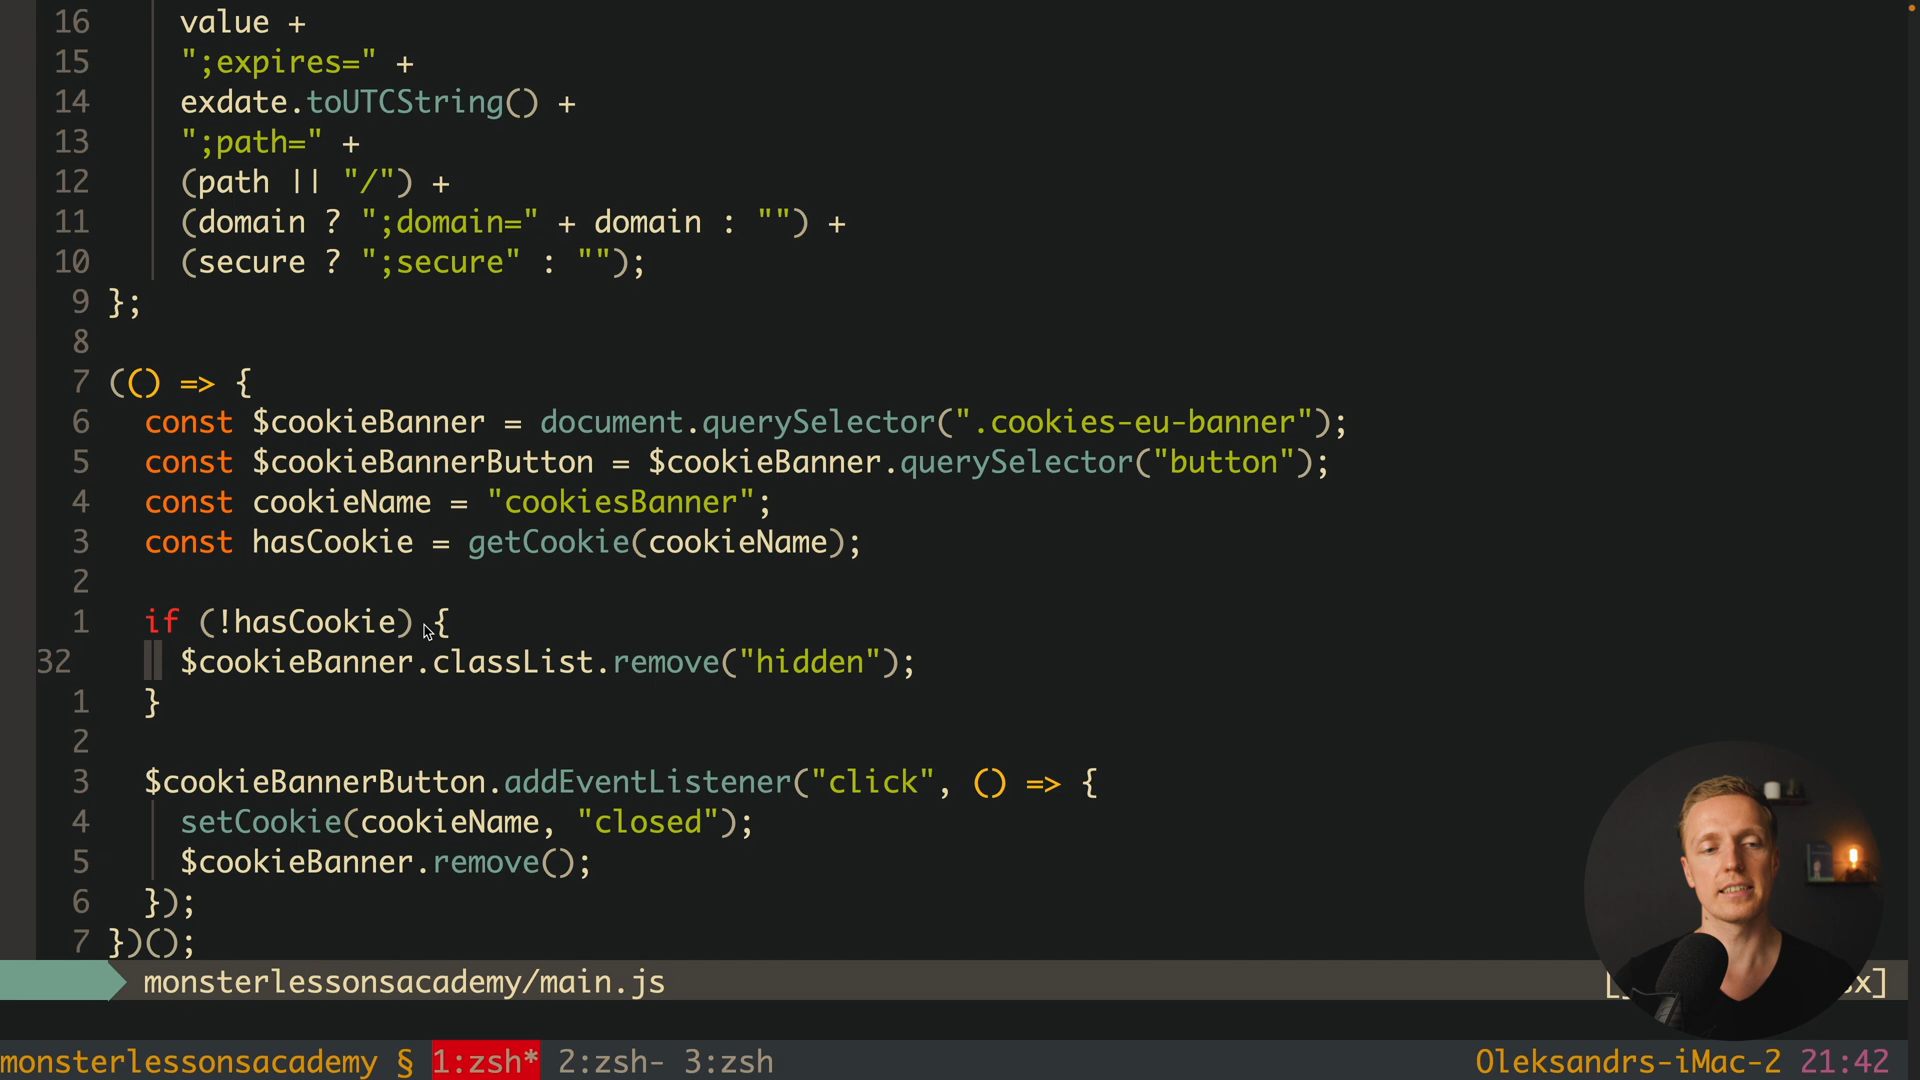 16 value +
15 ";expires=" +
14 exdate.toUTCString() +
13 ";path=" +
12 (path || "/") +
11 (domain ? ";domain=" + domain : "") +
10 (secure ? ";secure" : "");
9 };
8
7 (() => {
6 const $cookieBanner = document.querySelector(".cookies-eu-banner");
5 const $cookieBannerButton = $cookieBanner.querySelector("button");
4 const cookieName = "cookiesBanner";
3 const hasCookie = getCookie(cookieName);
2
1 if (!hasCookie) {
32 $cookieBanner.classList.remove("hidden");
1 }
2
3 $cookieBannerButton.addEventListener("click", () => {
4 setCookie(cookieName, "closed");
5 $cookieBanner.remove();
6 });
7 })();
monsterlessonsacademy/main.js
monsterlessonsacademy § 1:zsh* 2:zsh- 3:zsh Oleksandrs-iMac-2 21:42